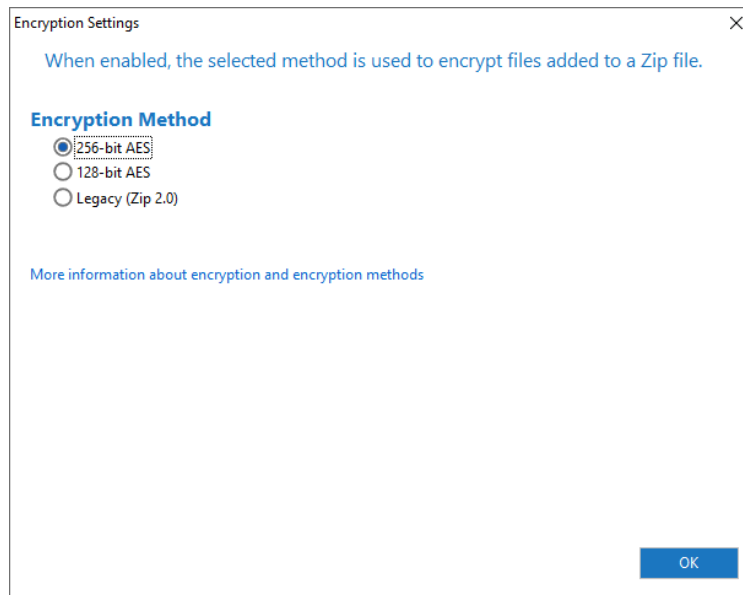 Encryption Settings
When enabled, the selected method is used to encrypt files added to a Zip file.
Encryption Method
256-bit AES
128-bit AES
Legacy (Zip 2.0)
More information about encryption and encryption methods
OK